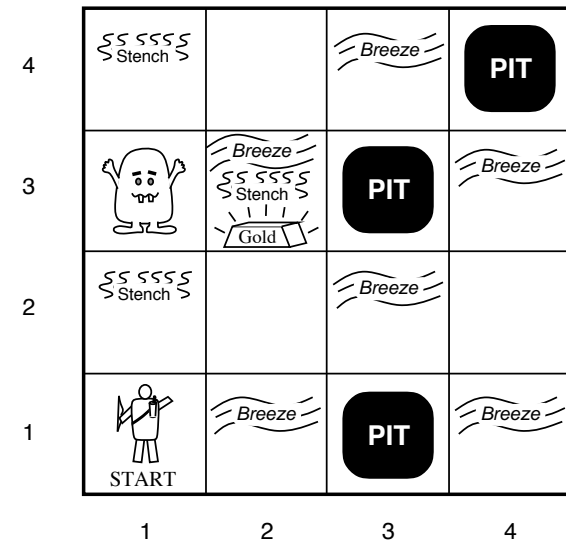 4 Stench Breeze PIT
3 Breeze PIT Breeze
Stench
Gold
2 Stench Breeze
1 START Breeze PIT Breeze
1 2 3 4